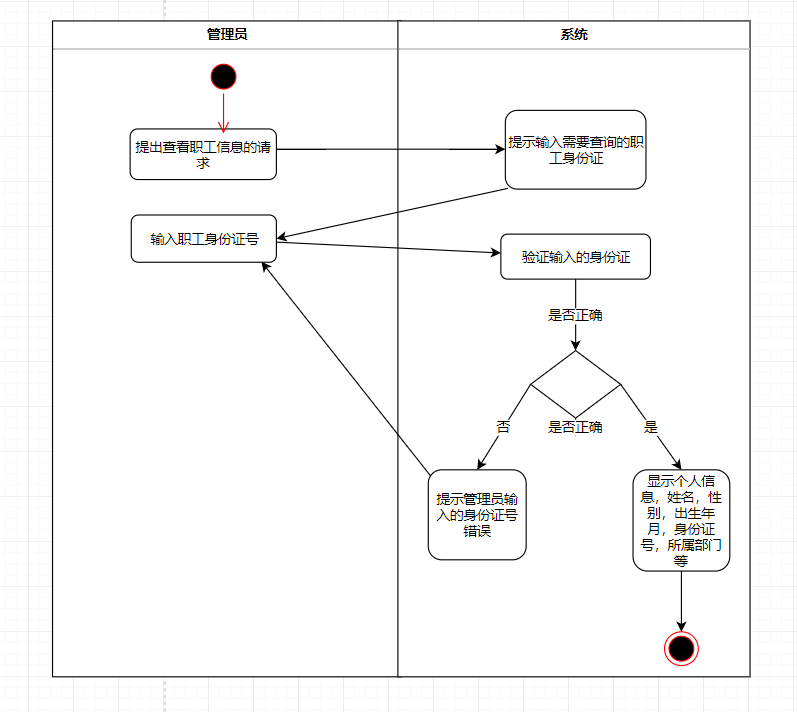 管理员
系统
提出查看职工信息的请
求
提示输入需要查询的职
工身份证
输入职工身份证号
验证输入的身份证
是否正确
否
是否正确
是
提示管理员输
入的身份证号
错误
显示个人信
息，姓名，性
别，出生年
月，身份证
号，所属部门
等